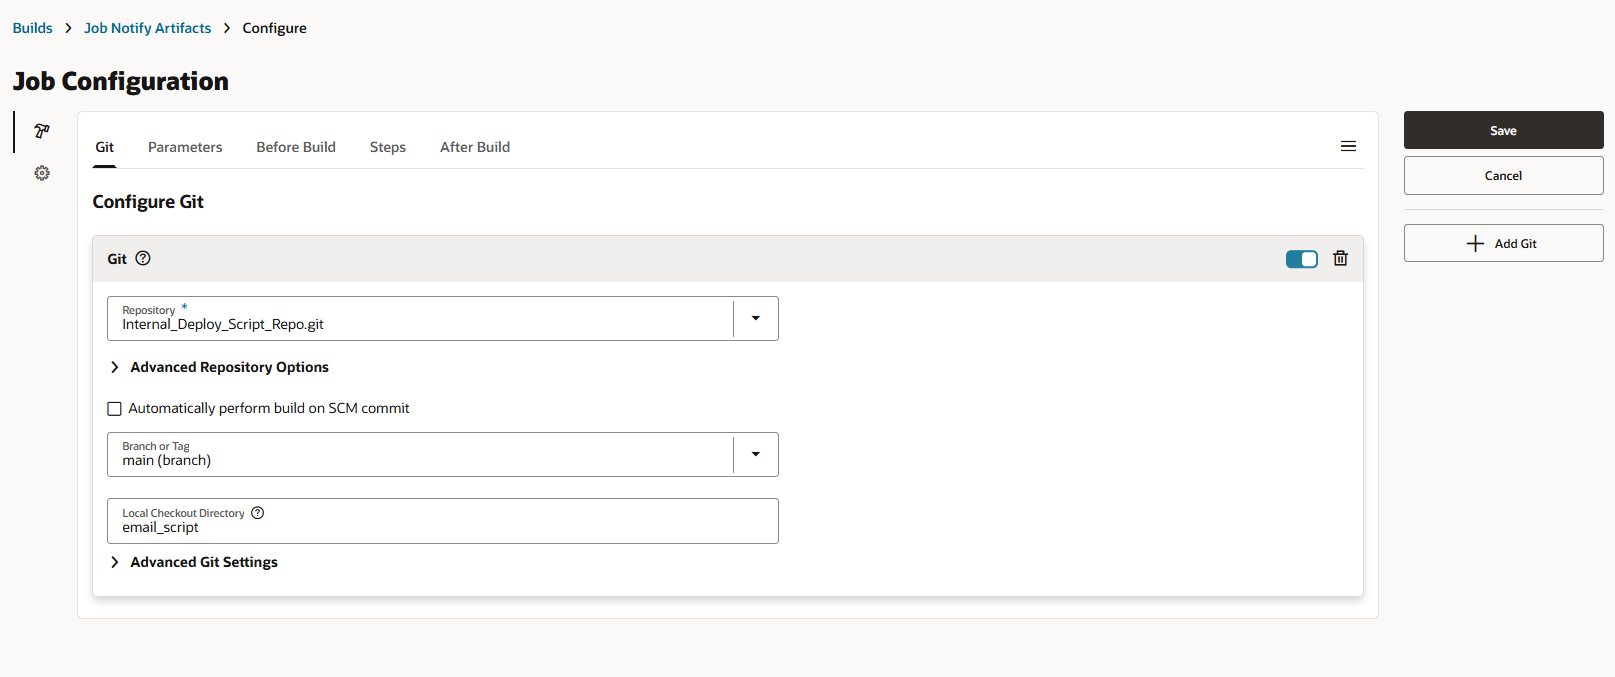 Builds > Job Notify Artifacts > Configure
Job Configuration
Git Parameters Before Build Steps After Build
Save
Cancel
Add Git
Configure Git
Git
Repository *
Internal_Deploy_Script_Repo.git
Advanced Repository Options
Automatically perform build on SCM commit
Branch or Tag
main (branch)
Local Checkout Directory
email_script
Advanced Git Settings